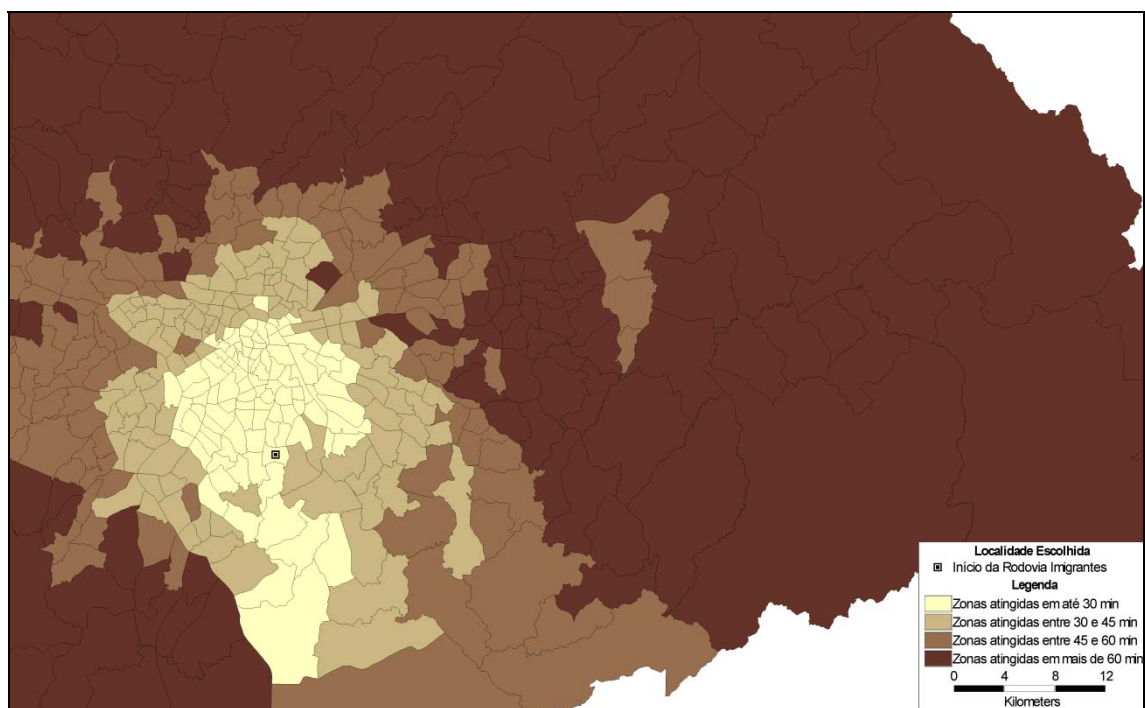 Localidade Escolhida
Início da Rodovia Imigrantes
Legenda
Zonas atingidas em até 30 min
Zonas atingidas entre 30 e 45 min
Zonas atingidas entre 45 e 60 min
Zonas atingidas em mais de 60 min
0 4 8 12
Kilometers